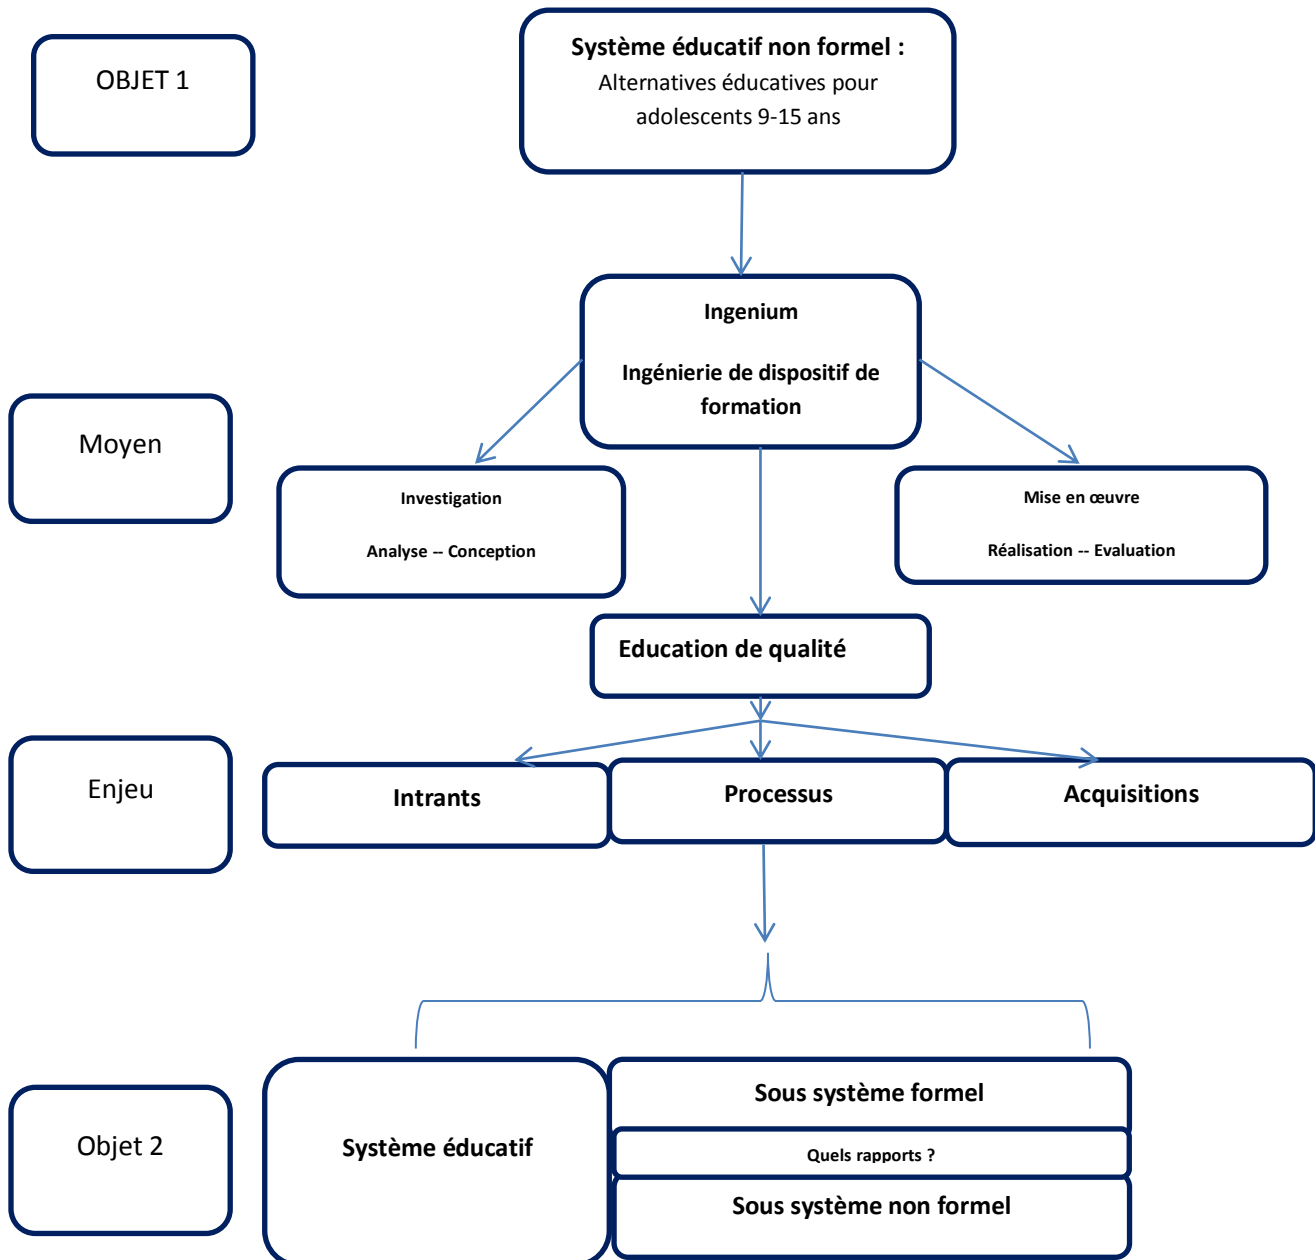 OBJET 1
Système éducatif non formel :
Alternatives éducatives pour
adolescents 9-15 ans
Ingenium
Ingénierie de dispositif de
formation
Moyen
Investigation
Analyse -- Conception
Mise en œuvre
Réalisation -- Evaluation
Education de qualité
Enjeu
Intrants
Processus
Acquisitions
Objet 2
Système éducatif
Sous système formel
Quels rapports ?
Sous système non formel